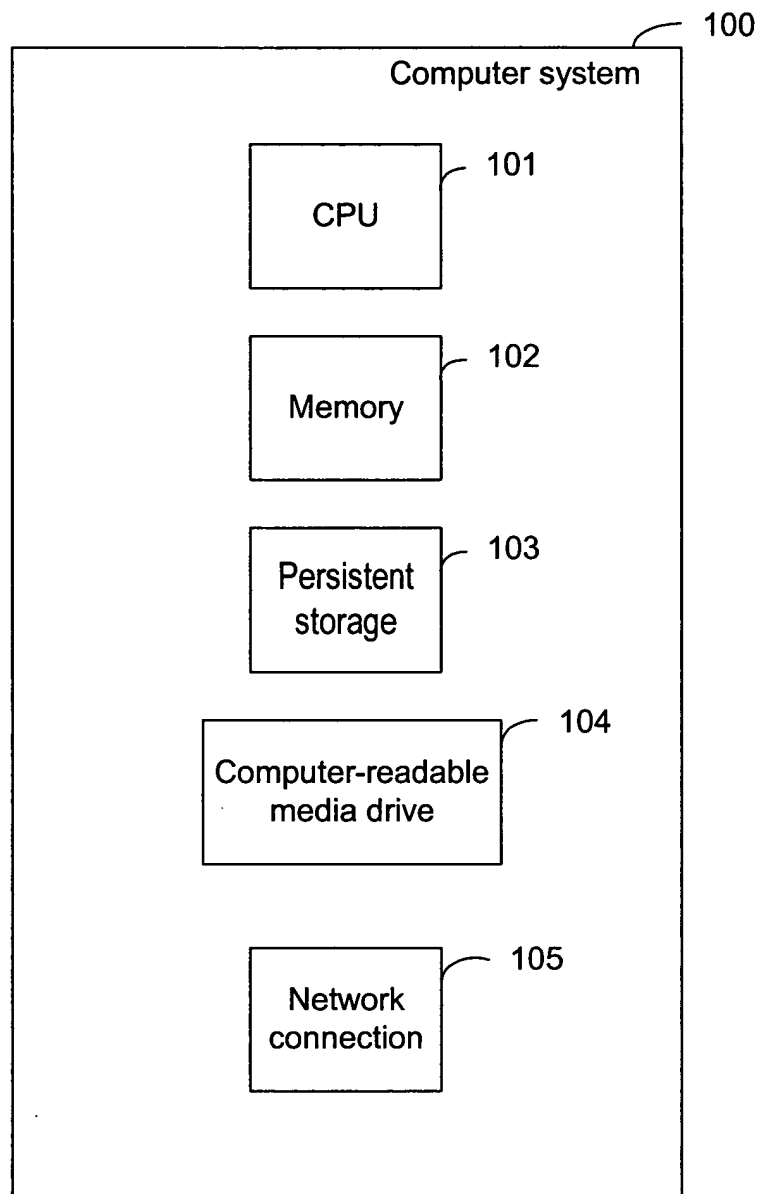 100
Computer system
101
CPU
102
Memory
103
Persistent
storage
104
Computer-readable
media drive
105
Network
connection